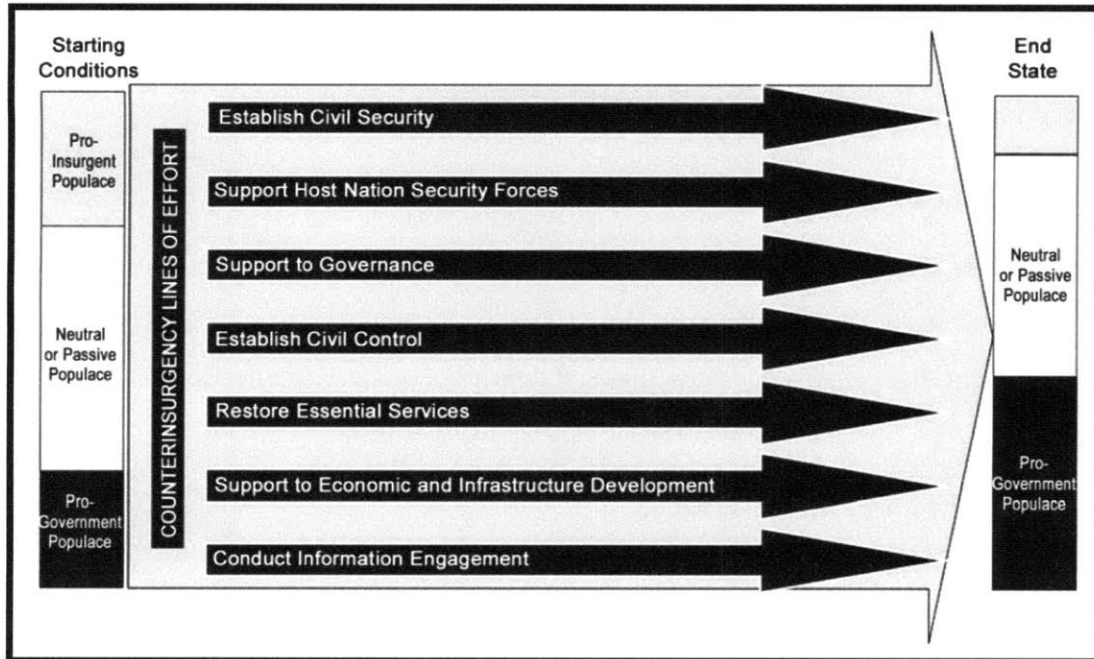 Starting
Conditions
Pro-
Insurgent
Populace
Neutral
or Passive
Populace
Pro-
Government
Populace
COUNTERINSURGENCY LINES OF EFFORT
Establish Civil Security
Support Host Nation Security Forces
Support to Governance
Establish Civil Control
Restore Essential Services
Support to Economic and Infrastructure Development
Conduct Information Engagement
End
State
Neutral
or Passive
Populace
Pro-
Government
Populace